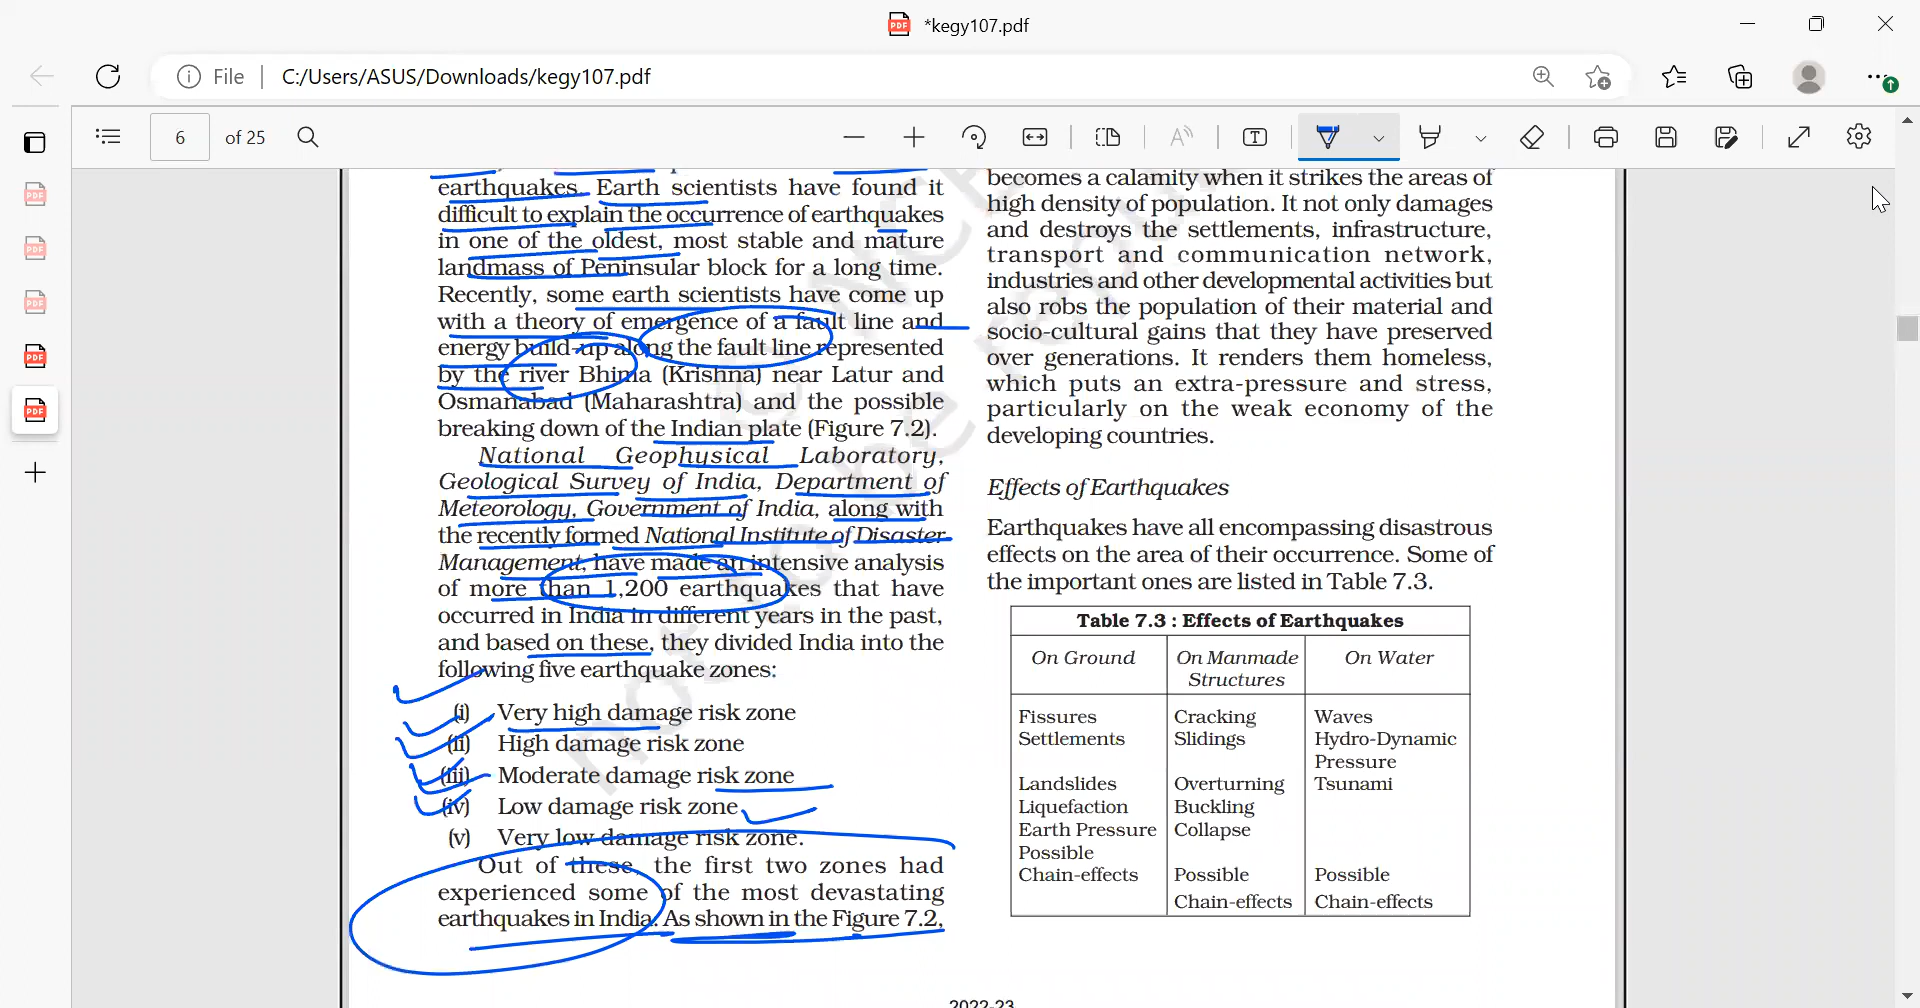 *kegy107.pdf
File
C:/Users/ASUS/Downloads/kegy107.pdf
6 of 25
earthquakes. Earth scientists have found it
difficult to explain the occurrence of earthquakes
in one of the oldest, most stable and mature
landmass of Peninsular block for a long time.
Recently, some earth scientists have come up
with a theory of emergence of a fault line and
energy build-up along the fault line represented
by the river Bhima (Krishna) near Latur and
Osmanabad (Maharashtra) and the possible
breaking down of the Indian plate (Figure 7.2).
National Geophysical Laboratory,
Geological Survey of India, Department of
Meteorology, Government of India, along with
the recently formed National Institute of Disaster
Management, have made an intensive analysis
of more than 1,200 earthquakes that have
occurred in India in different years in the past,
and based on these, they divided India into the
following five earthquake zones:
(i) Very high damage risk zone
(ii) High damage risk zone
(iii) Moderate damage risk zone
(iv) Low damage risk zone
(v) Very low damage risk zone.
Out of these, the first two zones had
experienced some of the most devastating
earthquakes in India. As shown in the Figure 7.2,
becomes a calamity when it strikes the areas of
high density of population. It not only damages
and destroys the settlements, infrastructure,
transport and communication network,
industries and other developmental activities but
also robs the population of their material and
socio-cultural gains that they have preserved
over generations. It renders them homeless,
which puts an extra-pressure and stress,
particularly on the weak economy of the
developing countries.
Effects of Earthquakes
Earthquakes have all encompassing disastrous
effects on the area of their occurrence. Some of
the important ones are listed in Table 7.3.
Table 7.3 : Effects of Earthquakes
On Ground On Manmade On Water
Structures
Fissures Cracking Waves
Settlements Slidings Hydro-Dynamic
Pressure
Landslides Overturning Tsunami
Liquefaction Buckling
Earth Pressure Collapse
Possible
Chain-effects Possible Possible
Chain-effects Chain-effects
2022-23